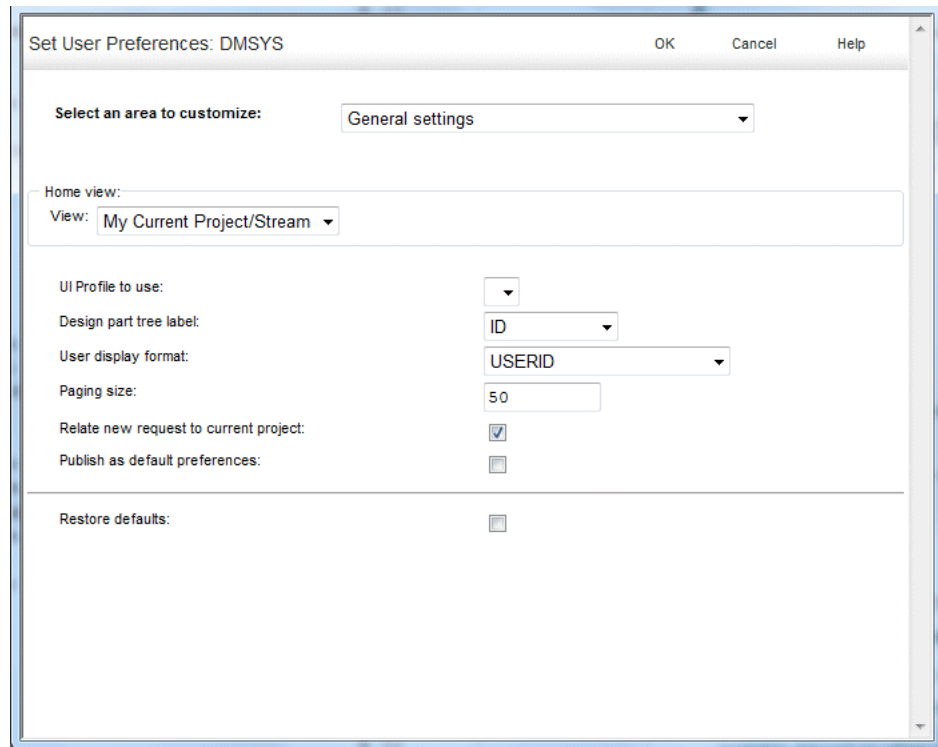 Set User Preferences: DMSYS OK Cancel Help
Select an area to customize: General settings
Home view:
View: My Current Project/Stream
UI Profile to use:
Design part tree label: ID
User display format: USERID
Paging size: 50
Relate new request to current project:
Publish as default preferences:
Restore defaults: